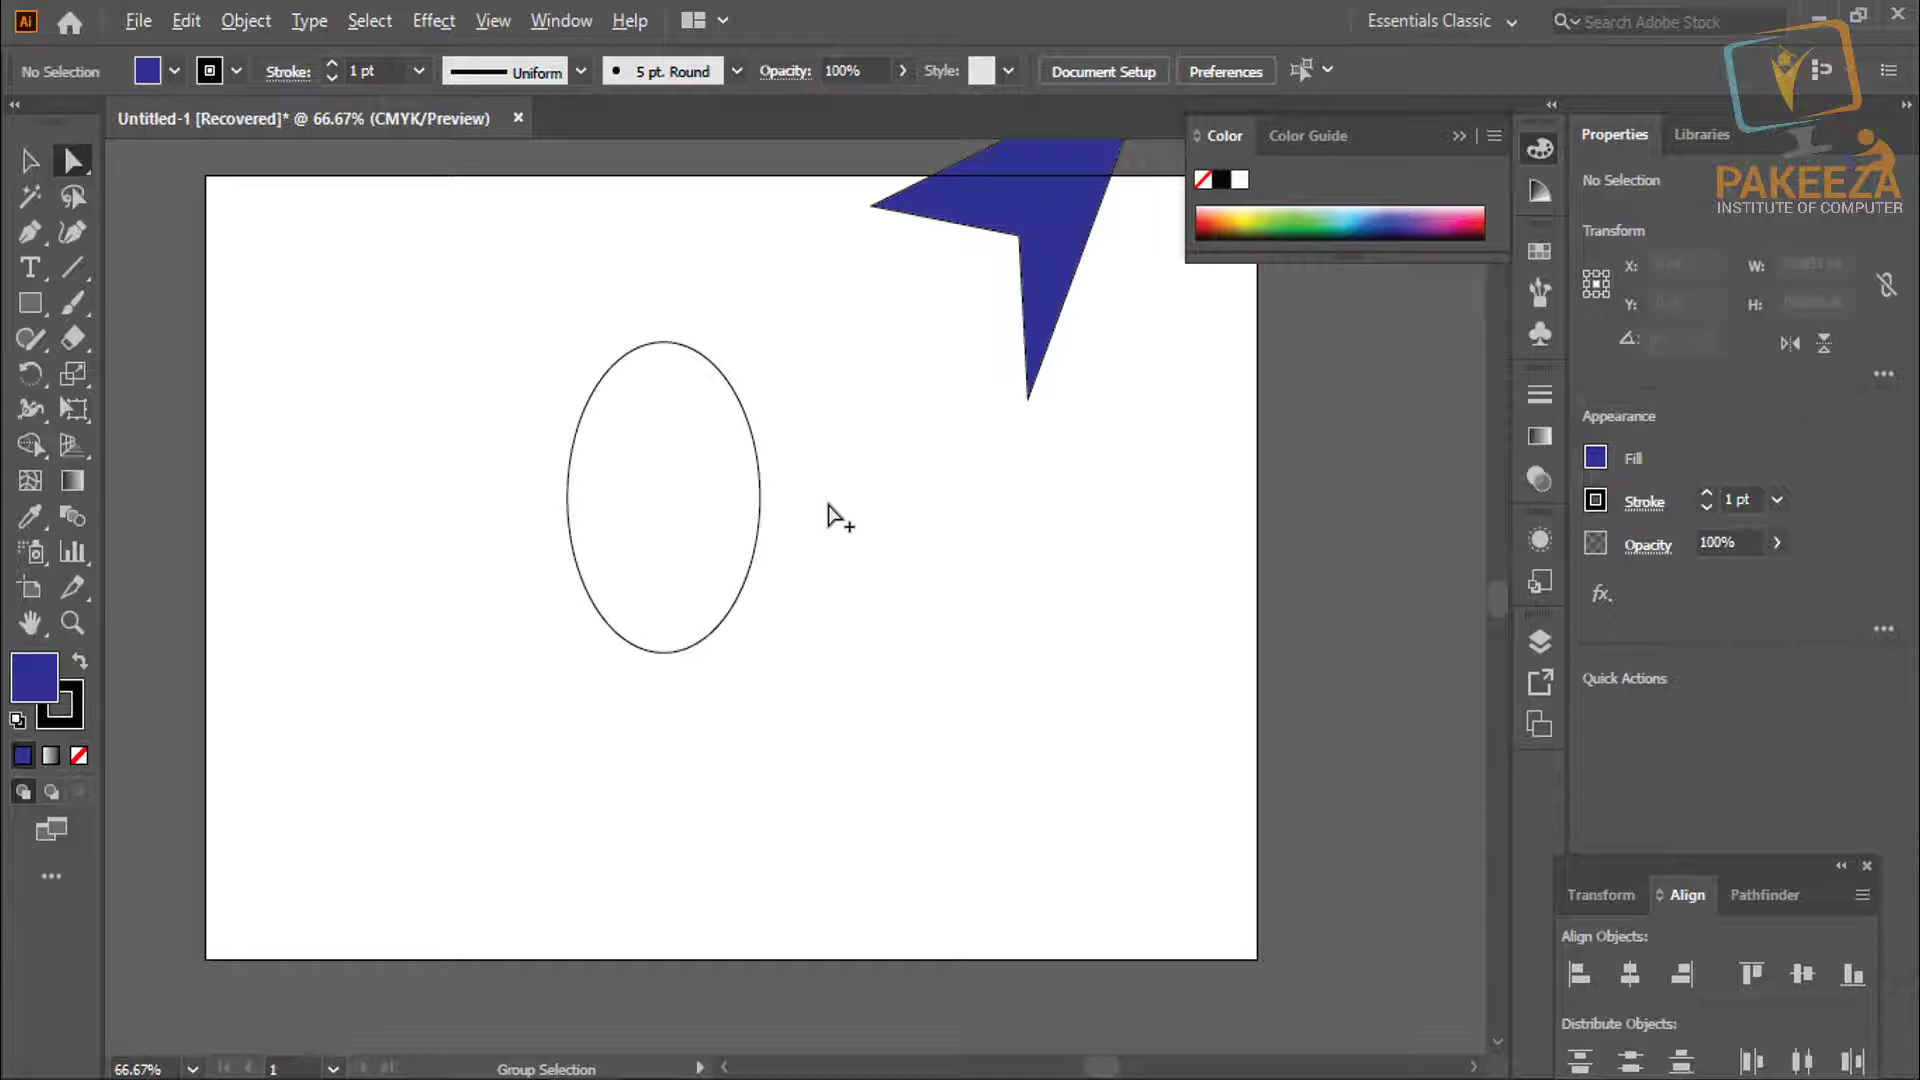 Ai File Edit Object Type Select Effect View Window Help Essentials Classic Search Adobe Stock
No Selection Stroke: 1 pt Uniform 5 pt. Round Opacity: 100% Style: Document Setup Preferences
Untitled-1 [Recovered]* @ 66.67% (CMYK/Preview)
Color Color Guide
Properties Libraries
PAKEEZA
INSTITUTE OF COMPUTER
No Selection
Transform
X: W:
Y: H:
Appearance
Fill
Stroke 1 pt
Opacity 100%
fx.
Quick Actions
Transform Align Pathfinder
Align Objects:
Distribute Objects:
66.67% 1 Group Selection